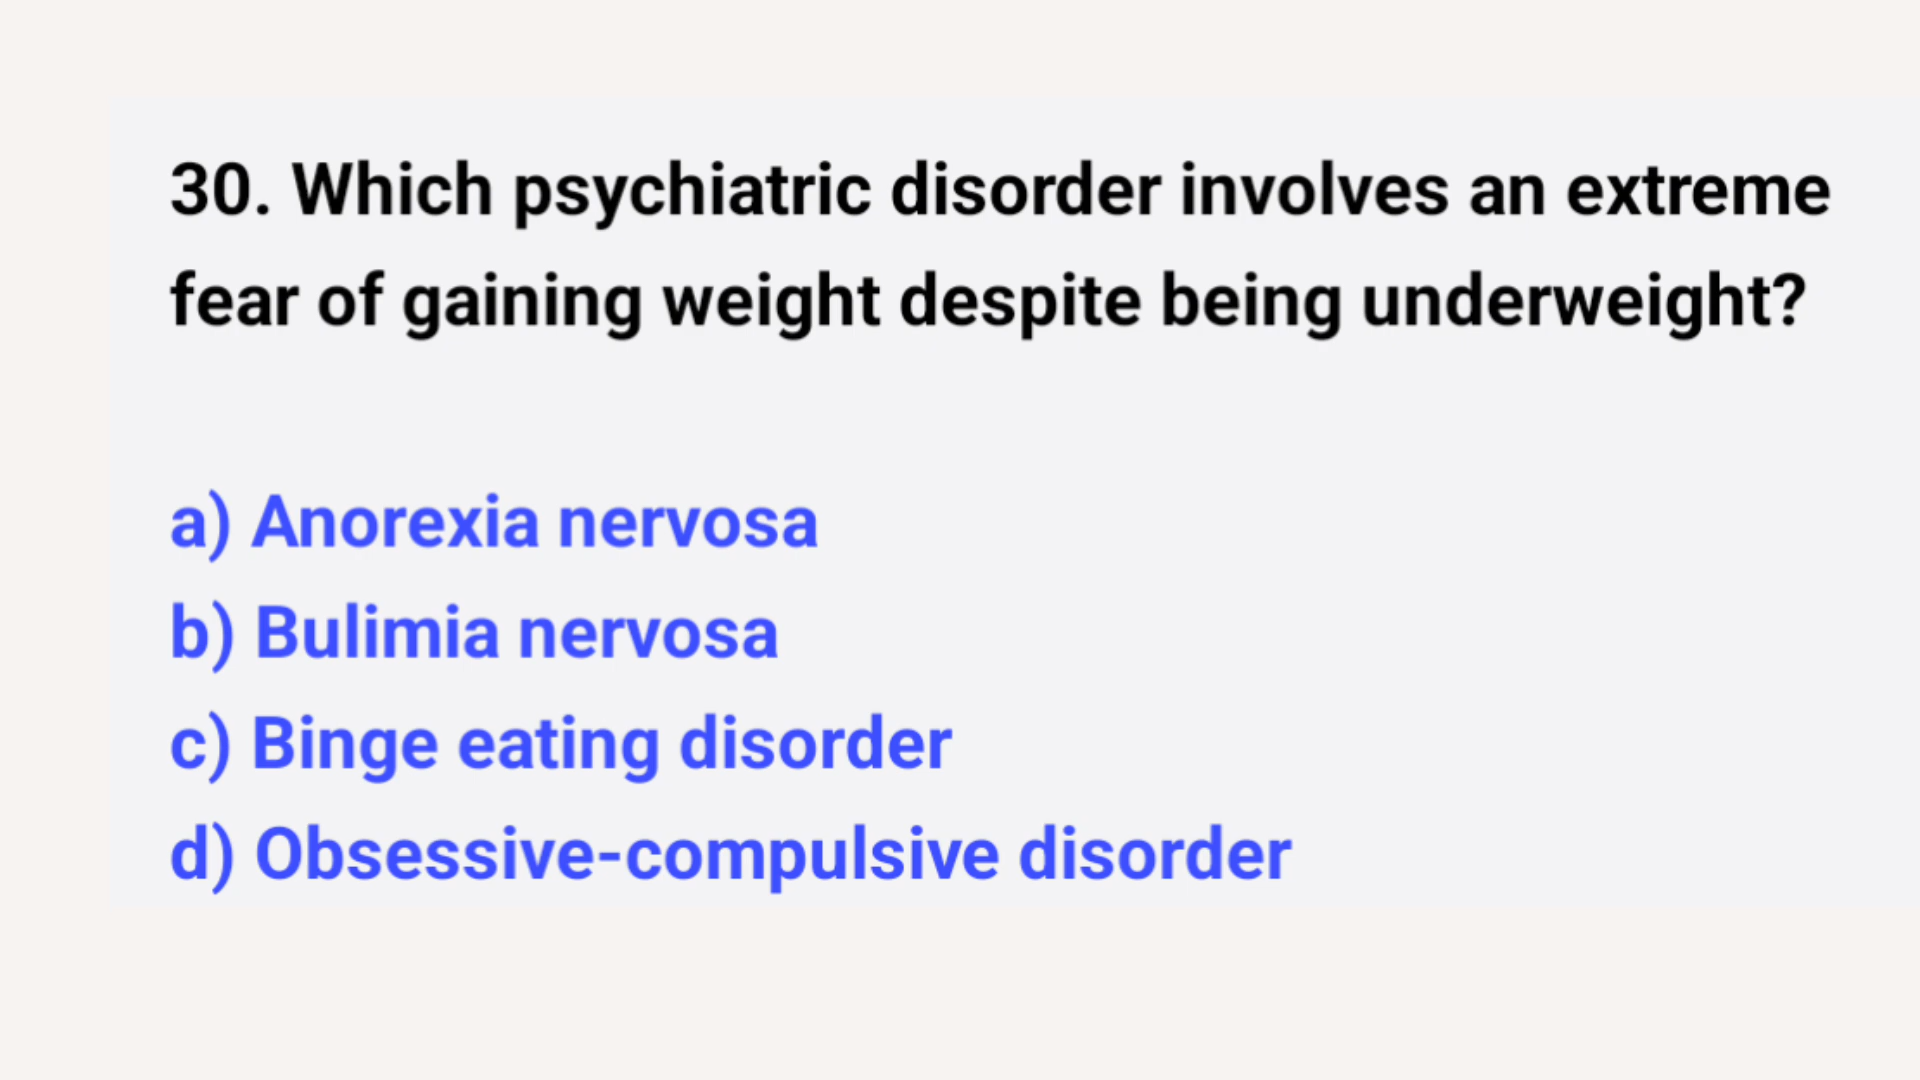 30. Which psychiatric disorder involves an extreme
fear of gaining weight despite being underweight?
a) Anorexia nervosa
b) Bulimia nervosa
c) Binge eating disorder
d) Obsessive-compulsive disorder